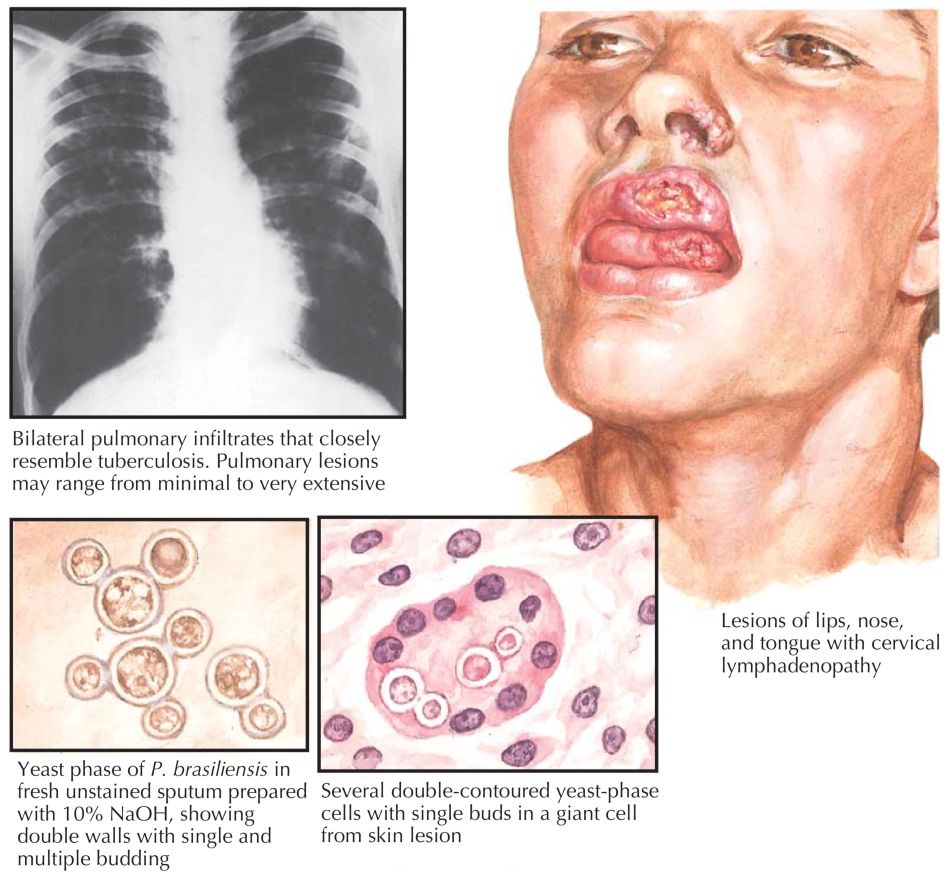 Bilateral pulmonary infiltrates that closely
resemble tuberculosis. Pulmonary lesions
may range from minimal to very extensive
Lesions of lips, nose,
and tongue with cervical
lymphadenopathy
Yeast phase of P. brasiliensis in
fresh unstained sputum prepared
with 10% NaOH, showing
double walls with single and
multiple budding
Several double-contoured yeast-phase
cells with single buds in a giant cell
from skin lesion